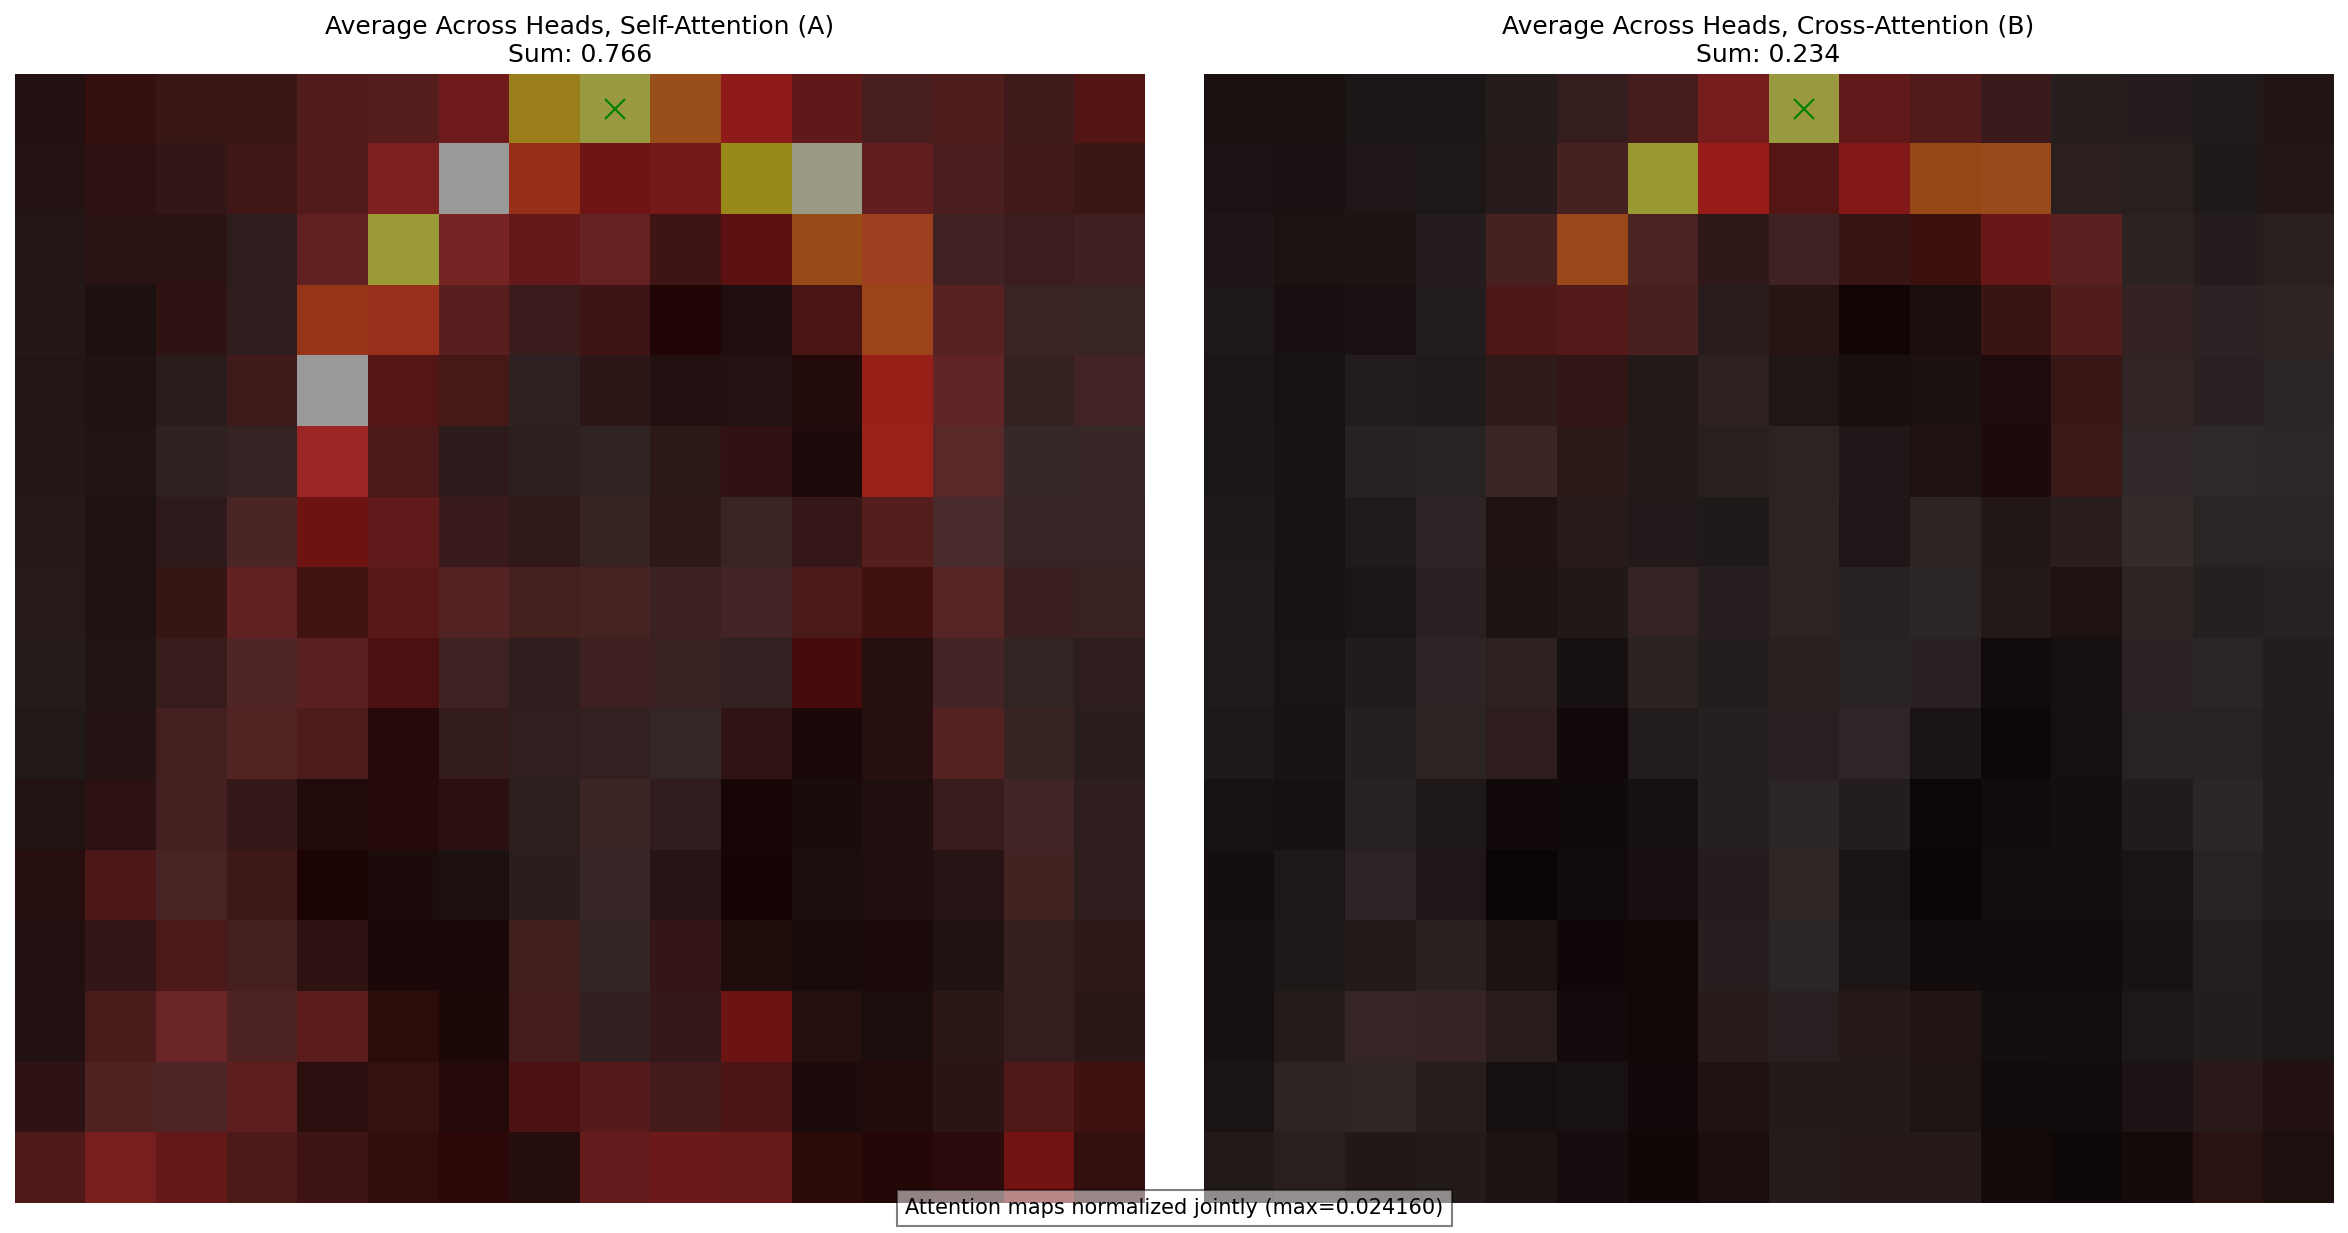 Average Across Heads, Self-Attention (A)
Sum: 0.766
Average Across Heads, Cross-Attention (B)
Sum: 0.234
Attention maps normalized jointly (max=0.024160)